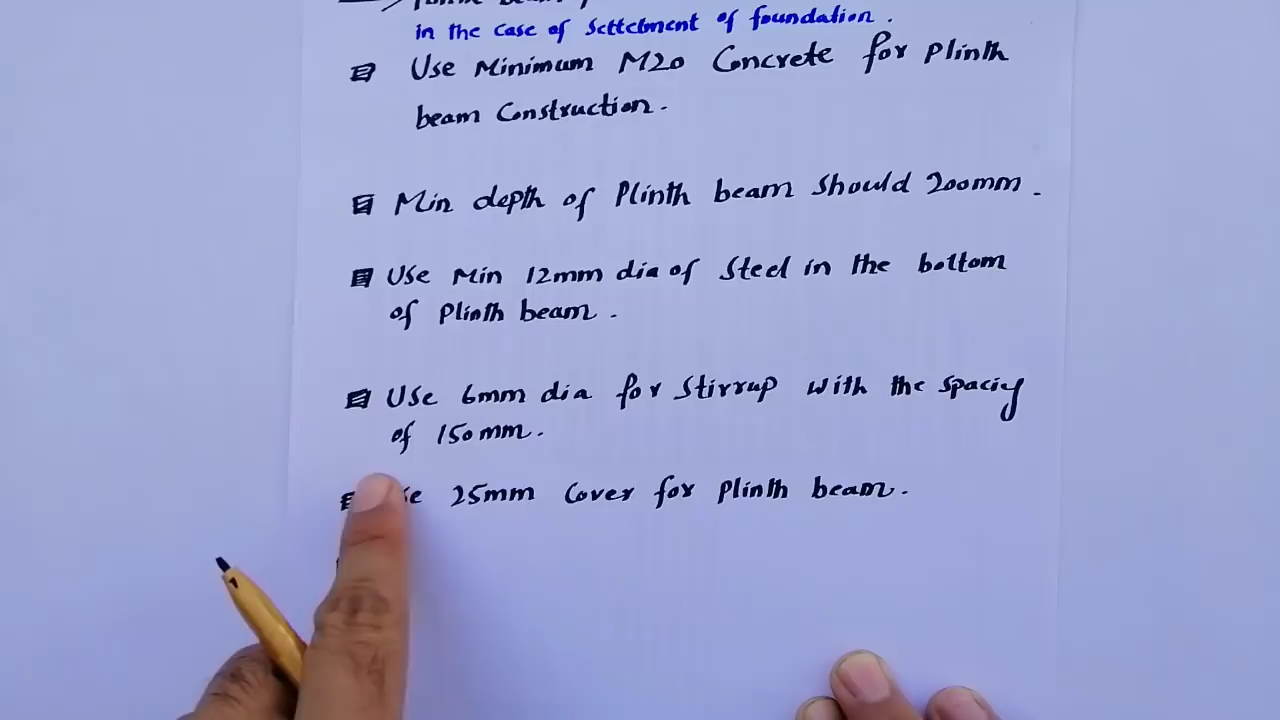 in the case of Settelment of foundation.
Use Minimum M20 Concrete for Plinth
beam Construction.
Min depth of Plinth beam should 200mm.
Use Min 12mm dia of Steel in the bottom
of Plinth beam.
Use 6mm dia for Stirrup with the spacing
of 150mm.
25mm Cover for Plinth beam.